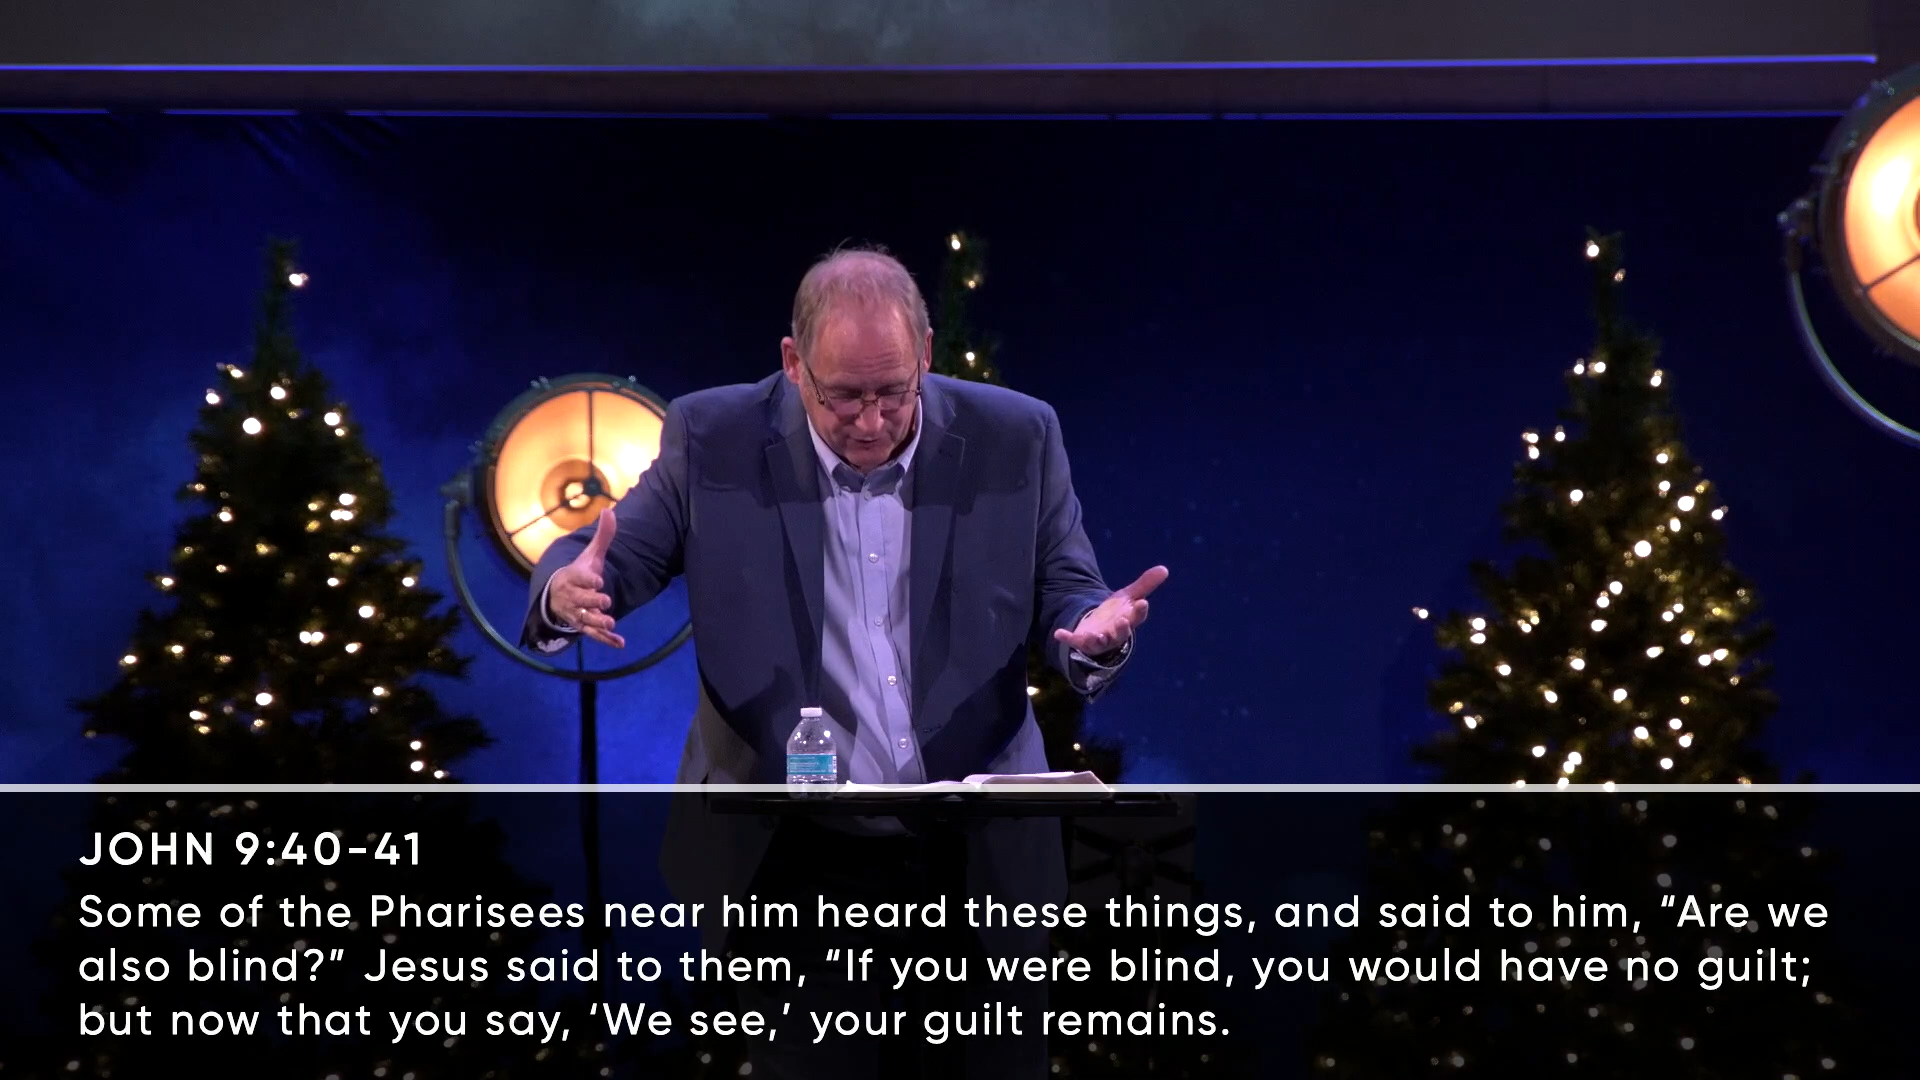 JOHN 9:40-41
Some of the Pharisees near him heard these things, and said to him, “Are we
also blind?” Jesus said to them, “If you were blind, you would have no guilt;
but now that you say, ‘We see,’ your guilt remains.